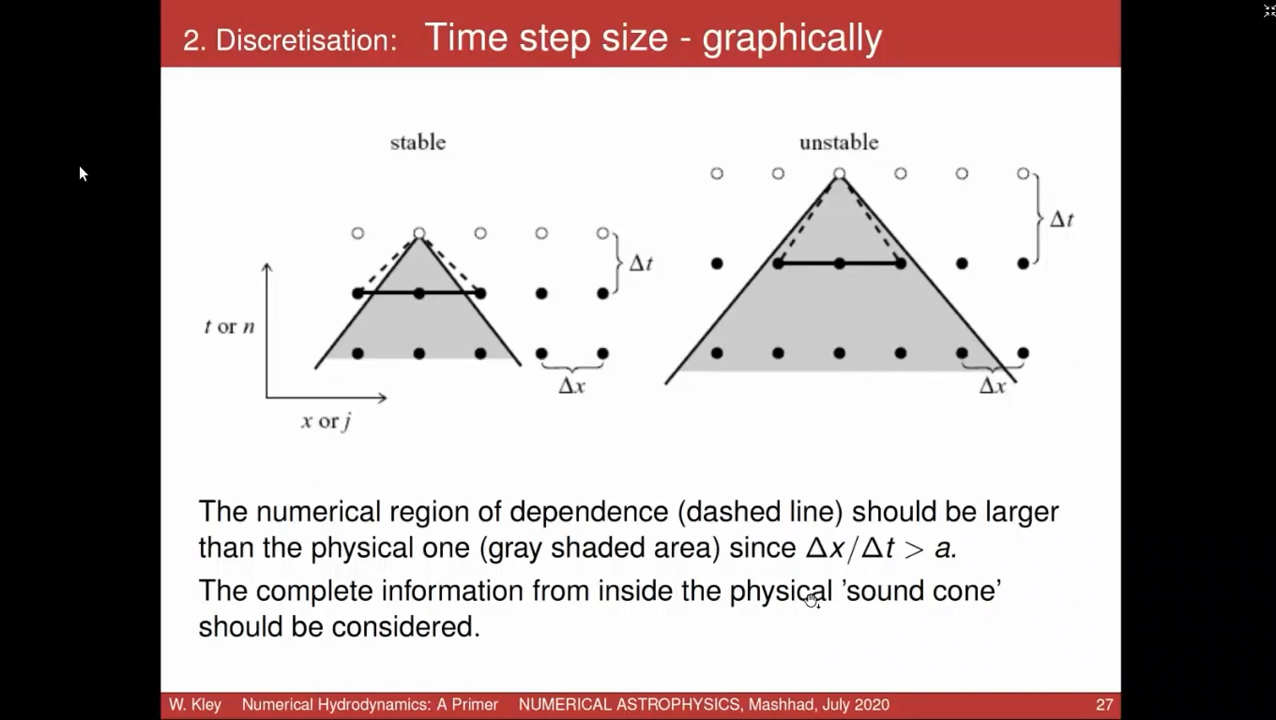 2. Discretisation: Time step size - graphically
stable
unstable
Δt
Δt
t or n
Δx
Δx
x or j
The numerical region of dependence (dashed line) should be larger
than the physical one (gray shaded area) since Δx/Δt > a.
The complete information from inside the physical ’sound cone’
should be considered.
W. Kley Numerical Hydrodynamics: A Primer NUMERICAL ASTROPHYSICS, Mashhad, July 2020 27